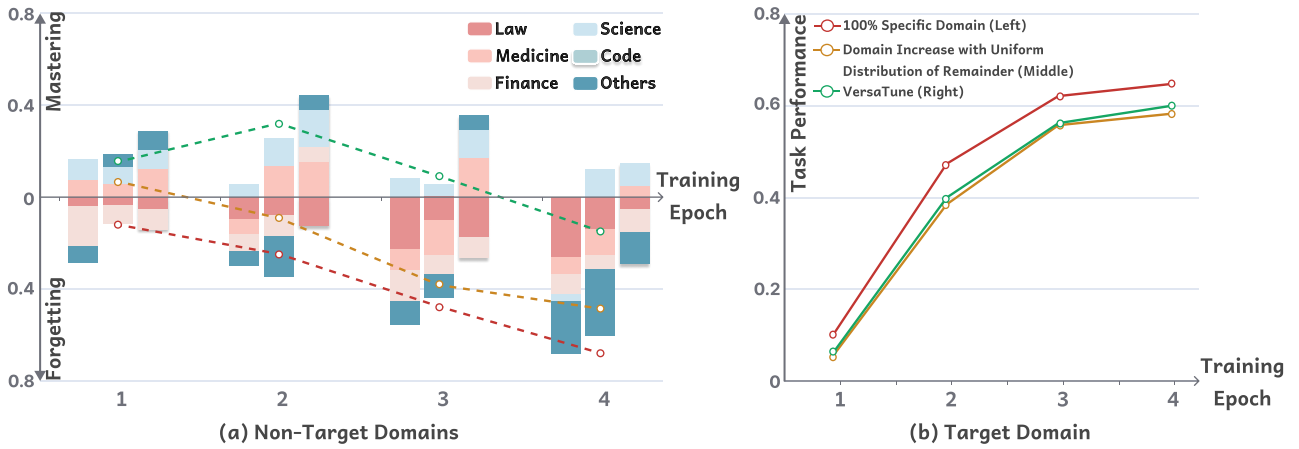 0.8
Mastering
Law
Science
Medicine
Code
Finance
Others
0.4
0
Training
Epoch
0.4
Forgetting
0.8
1
2
3
4
(a) Non-Target Domains
0.8
Task Performance
100% Specific Domain (Left)
Domain Increase with Uniform
Distribution of Remainder (Middle)
VersaTune (Right)
0.6
0.4
0.2
0
Training
Epoch
1
2
3
4
(b) Target Domain